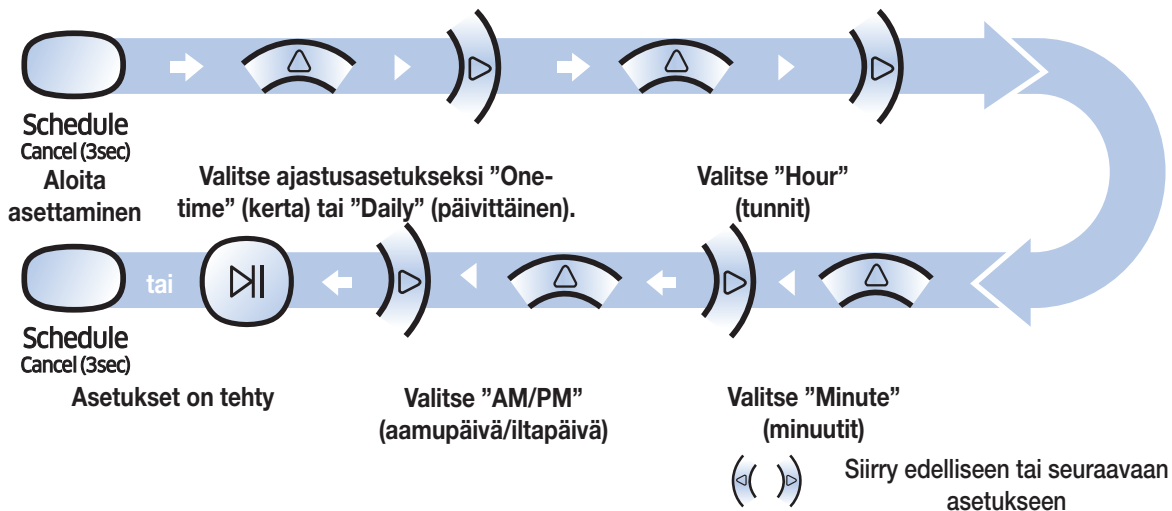 Schedule
Cancel (3sec)
Aloita
asettaminen
Valitse ajastusasetukseksi ”One-
time” (kerta) tai ”Daily” (päivittäinen).
Valitse ”Hour”
(tunnit)
tai
Schedule
Cancel (3sec)
Asetukset on tehty
Valitse ”AM/PM”
(aamupäivä/iltapäivä)
Valitse ”Minute”
(minuutit)
Siirry edelliseen tai seuraavaan
asetukseen